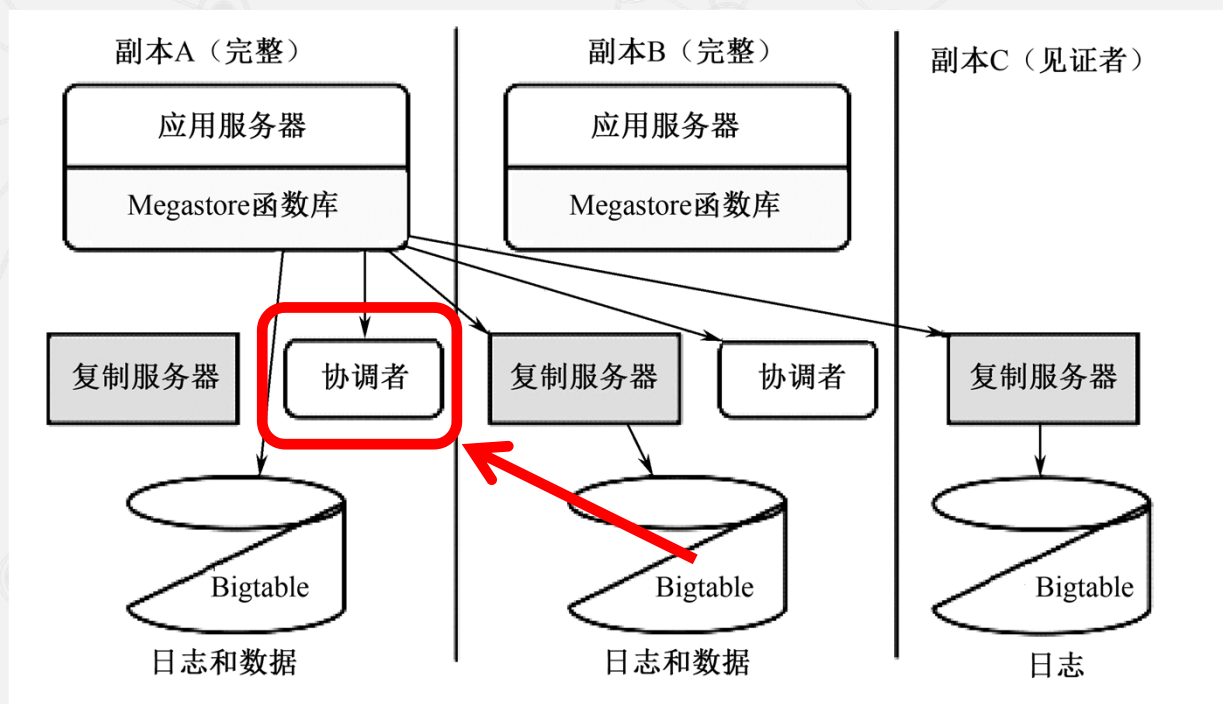 副本A（完整）
副本B（完整）
副本C（见证者）
应用服务器
应用服务器
Megastore函数库
Megastore函数库
复制服务器
协调者
复制服务器
协调者
复制服务器
Bigtable
Bigtable
Bigtable
日志和数据
日志和数据
日志